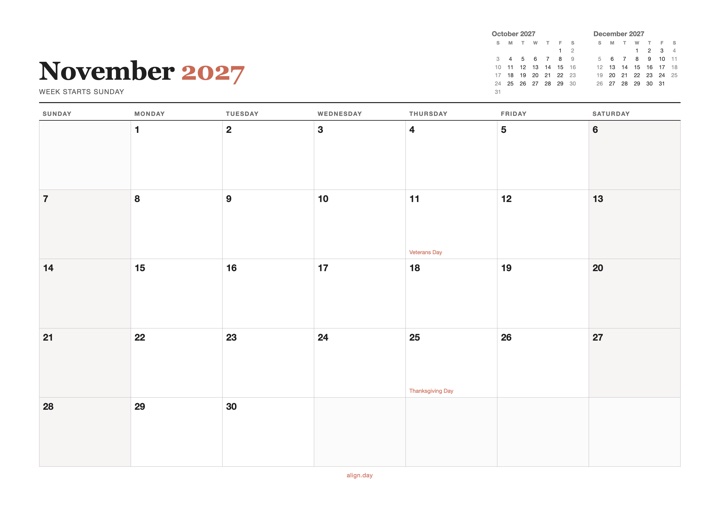 November 2027
WEEK STARTS SUNDAY
October 2027
S M T W T F S
1 2
3 4 5 6 7 8 9
10 11 12 13 14 15 16
17 18 19 20 21 22 23
24 25 26 27 28 29 30
31
December 2027
S M T W T F S
1 2 3 4
5 6 7 8 9 10 11
12 13 14 15 16 17 18
19 20 21 22 23 24 25
26 27 28 29 30 31
SUNDAY MONDAY TUESDAY WEDNESDAY THURSDAY FRIDAY SATURDAY
1 2 3 4 5 6
7 8 9 10 11 12 13
Veterans Day
14 15 16 17 18 19 20
21 22 23 24 25 26 27
Thanksgiving Day
28 29 30
align.day